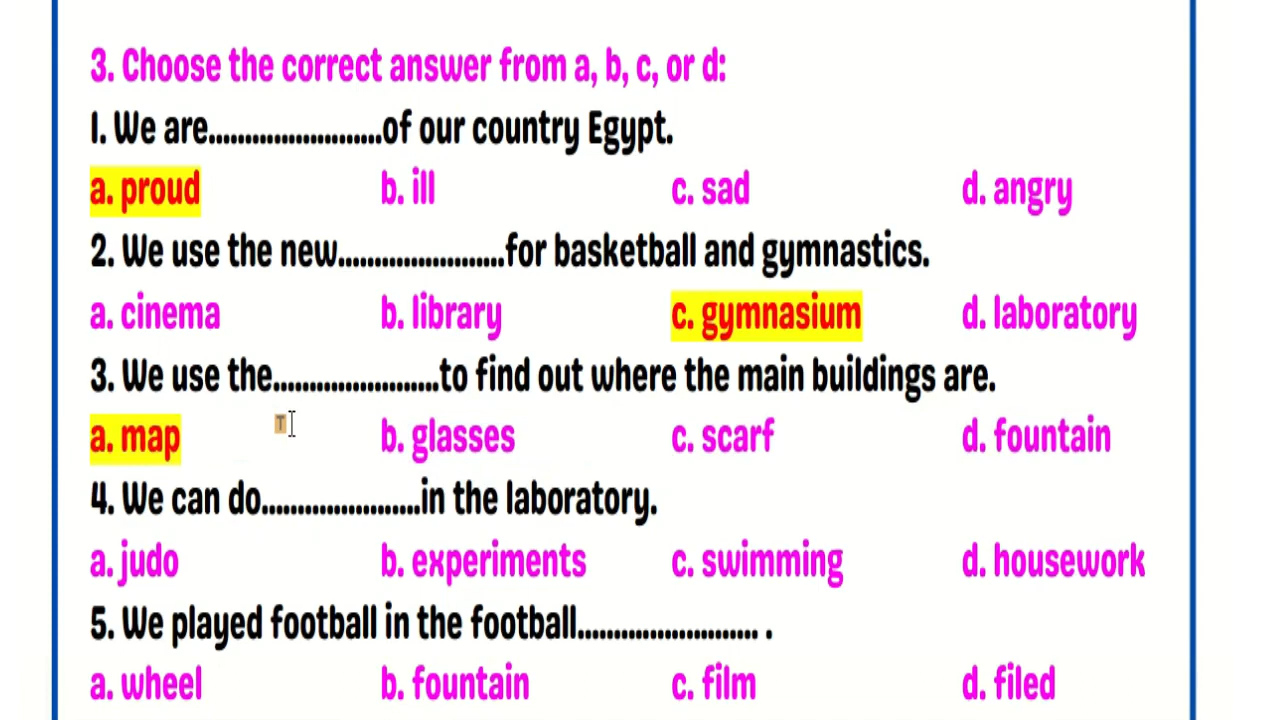 3. Choose the correct answer from a, b, c, or d:
1. We are........................of our country Egypt.
a. proud b. ill c. sad d. angry
2. We use the new.......................for basketball and gymnastics.
a. cinema b. library c. gymnasium d. laboratory
3. We use the.......................to find out where the main buildings are.
a. map b. glasses c. scarf d. fountain
4. We can do......................in the laboratory.
a. judo b. experiments c. swimming d. housework
5. We played football in the football......................... .
a. wheel b. fountain c. film d. filed